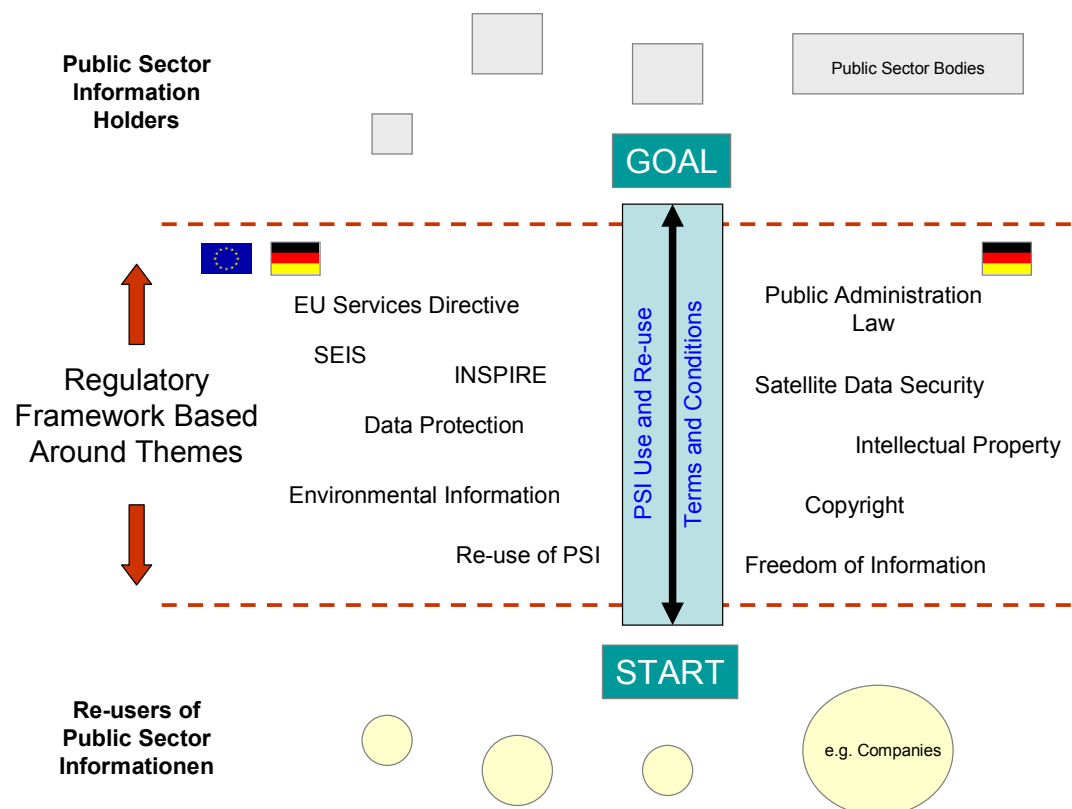 Public Sector
Information
Holders
Public Sector Bodies
GOAL
EU Services Directive
SEIS
INSPIRE
Data Protection
Environmental Information
Re-use of PSI
Regulatory
Framework Based
Around Themes
PSI Use and Re-use
Terms and Conditions
Public Administration
Law
Satellite Data Security
Intellectual Property
Copyright
Freedom of Information
START
Re-users of
Public Sector
Informationen
e.g. Companies